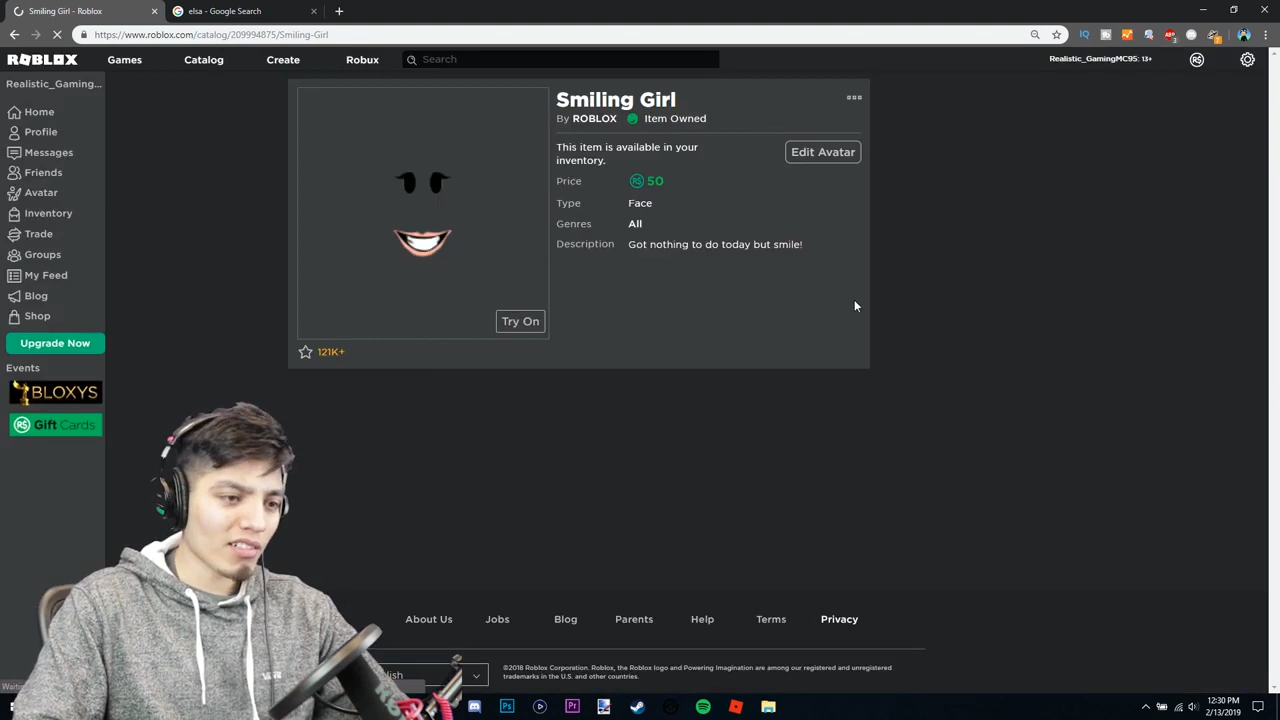 Smiling Girl - Roblox
elsa - Google Search
https://www.roblox.com/catalog/209994875/Smiling-Girl
ROBLOX
Games
Catalog
Create
Robux
Search
Realistic_GamingMC95: 13+
Realistic_Gaming...
Home
Profile
Messages
Friends
Avatar
Inventory
Trade
Groups
My Feed
Blog
Shop
Upgrade Now
Events
BLOXYS
Gift Cards
Smiling Girl
By ROBLOX Item Owned
This item is available in your
inventory.
Edit Avatar
Price R$ 50
Type Face
Genres All
Description Got nothing to do today but smile!
Try On
121K+
About Us
Jobs
Blog
Parents
Help
Terms
Privacy
©2018 Roblox Corporation. Roblox, the Roblox logo and Powering Imagination are among our registered and unregistered
trademarks in the U.S. and other countries.
12:30 PM
2/13/2019